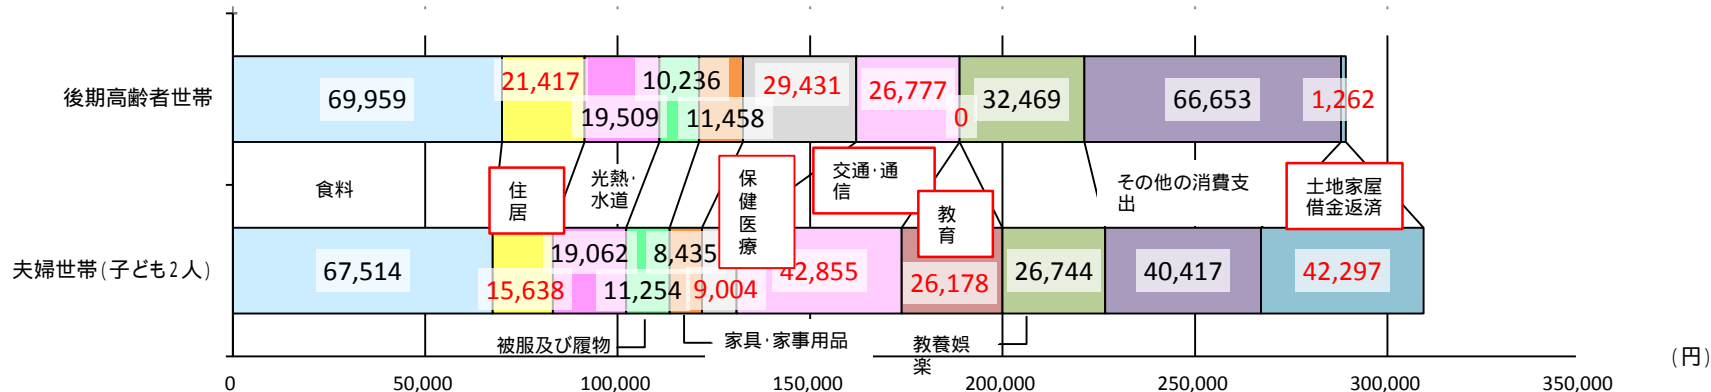 後期高齢者世帯
69,959
21,417
19,509
10,236
11,458
29,431
26,777
0
32,469
66,653
1,262
食料
住
居
光熱・
水道
保
健
医
療
交通・通
信
教
育
その他の消費支
出
土地家屋
借金返済
夫婦世帯(子ども2人)
67,514
15,638
19,062
11,254
8,435
9,004
42,855
26,178
26,744
40,417
42,297
被服及び履物
家具・家事用品
教養娯
楽
(円)
0
50,000
100,000
150,000
200,000
250,000
300,000
350,000